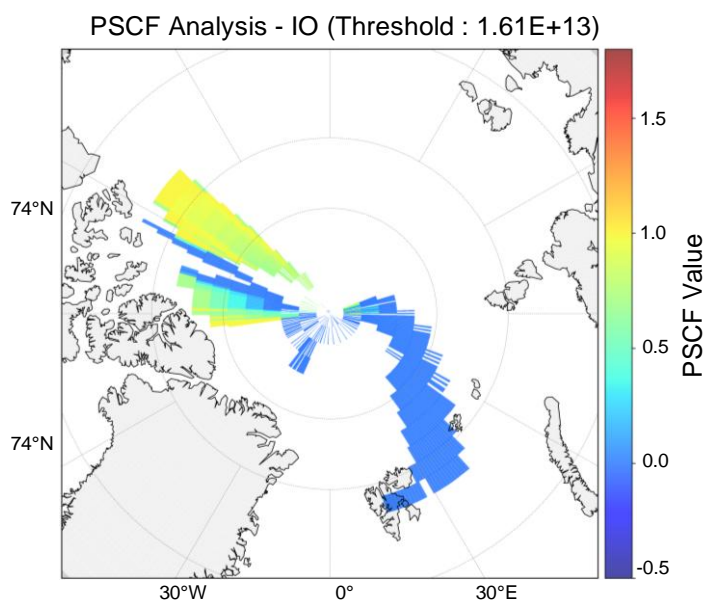 PSCF Analysis - IO (Threshold : 1.61E+13)
74°N
74°N
30°W
0°
30°E
1.5
1.0
0.5
0.0
-0.5
PSCF Value